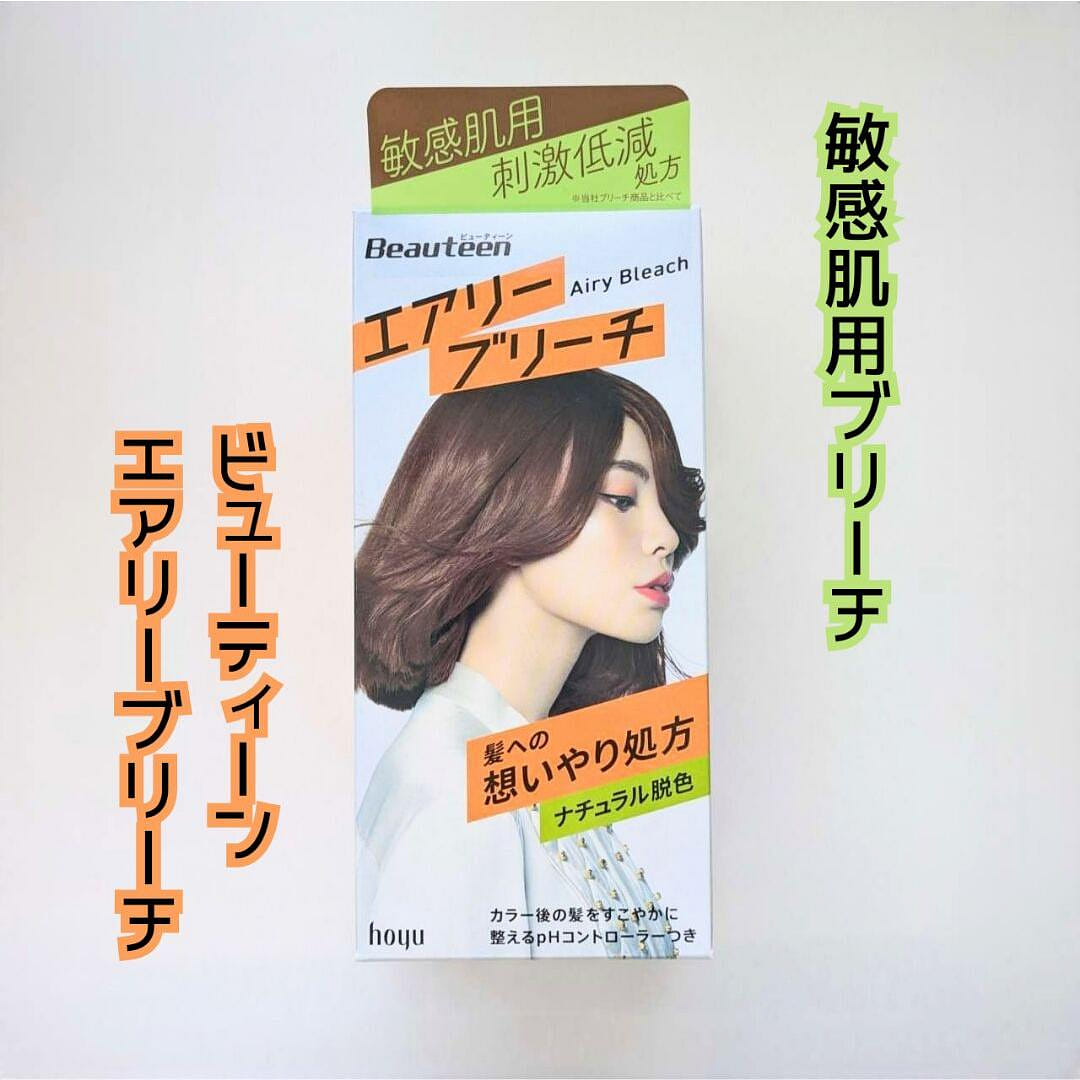 敏感肌用ブリーチ
敏感肌用
刺激低減
処方
※当社ブリーチ商品と比べて
ビューティーン
Beauteen
エアリー
Airy Bleach
ブリーチ
髪への
想いやり処方
ナチュラル脱色
カラー後の髪をすこやかに
整えるpHコントローラーつき
hoyu
ビューティーン
エアリーブリーチ